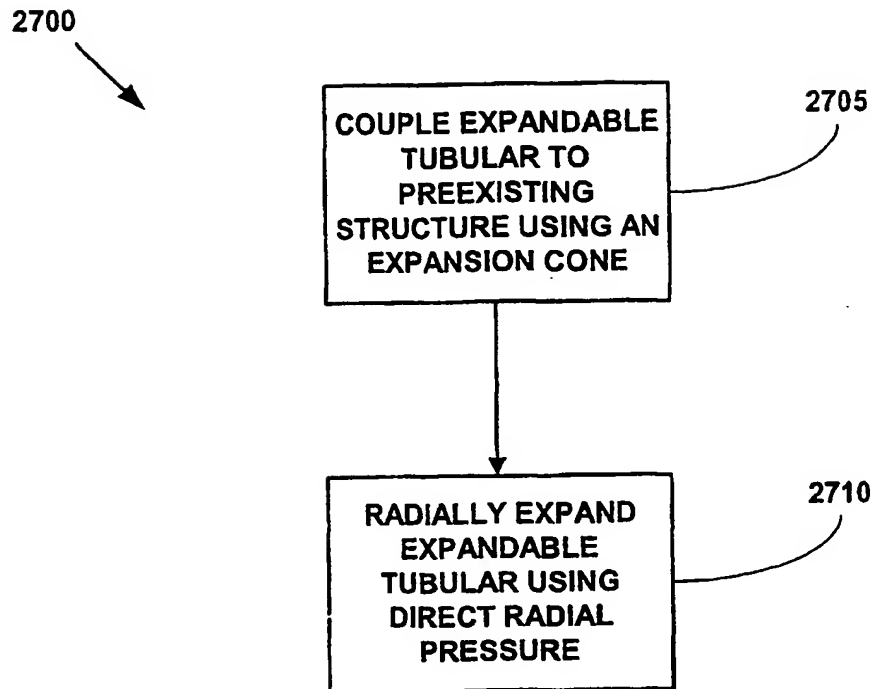 2700
2705
COUPLE EXPANDABLE
TUBULAR TO
PREEXISTING
STRUCTURE USING AN
EXPANSION CONE
2710
RADIALLY EXPAND
EXPANDABLE
TUBULAR USING
DIRECT RADIAL
PRESSURE